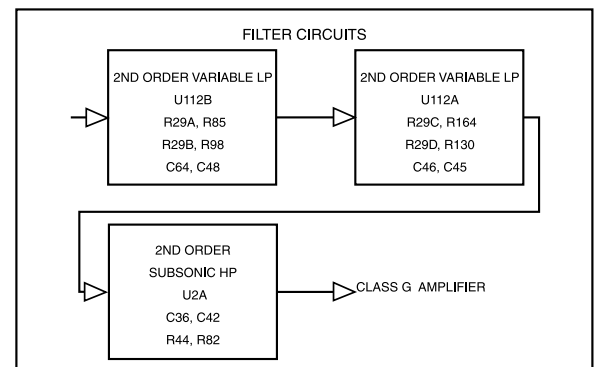 FILTER CIRCUITS
2ND ORDER VARIABLE LP
U112B
R29A, R85
R29B, R98
C64, C48
2ND ORDER VARIABLE LP
U112A
R29C, R164
R29D, R130
C46, C45
2ND ORDER
SUBSONIC HP
U2A
C36, C42
R44, R82
CLASS G AMPLIFIER